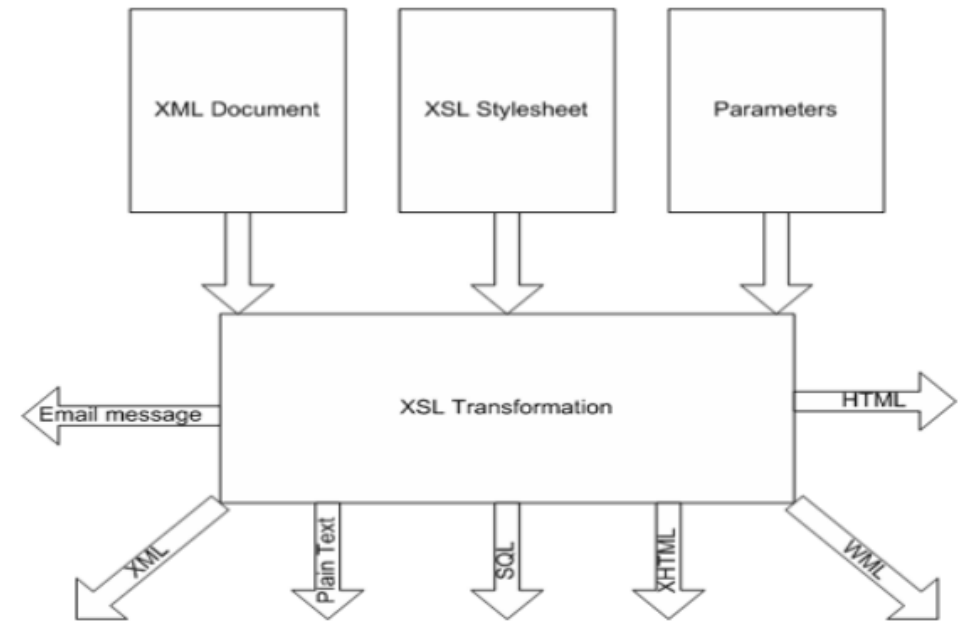 XML Document
XSL Stylesheet
Parameters
XSL Transformation
Email message
HTML
XML
Plain Text
SQL
XHTML
WML